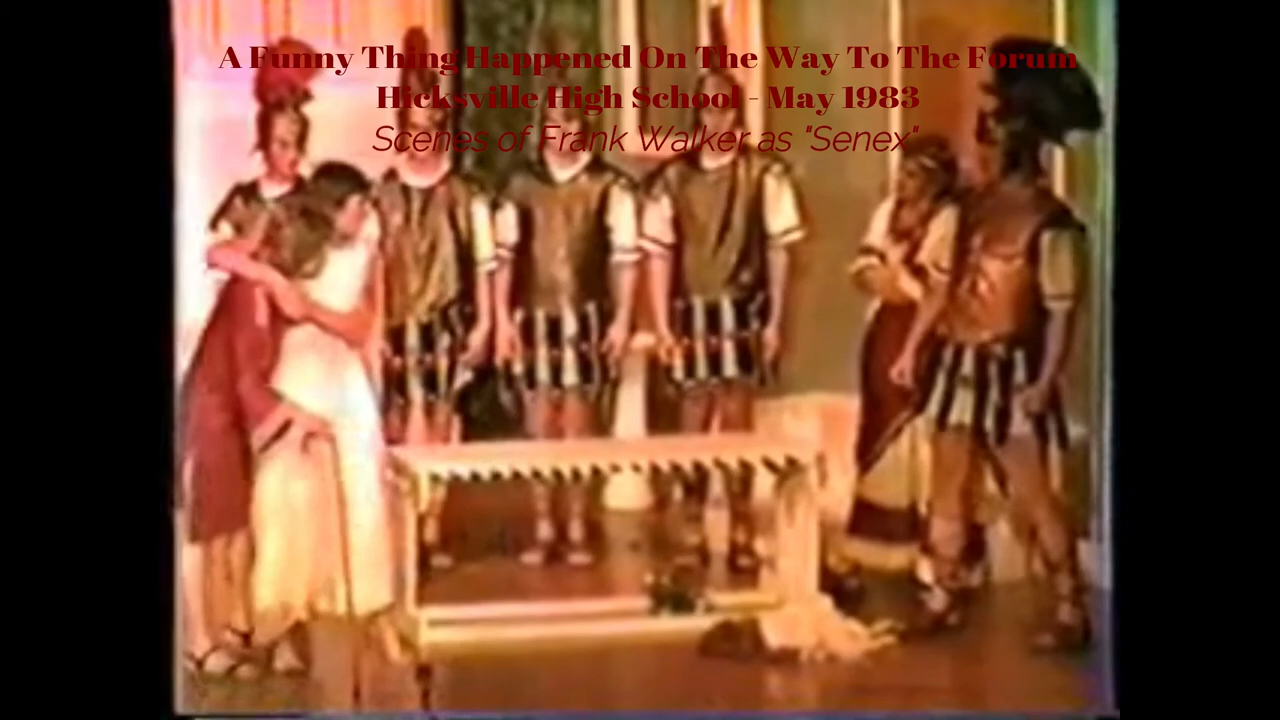 A Funny Thing Happened On The Way To The Forum
Hicksville High School - May 1983
Scenes of Frank Walker as "Senex"